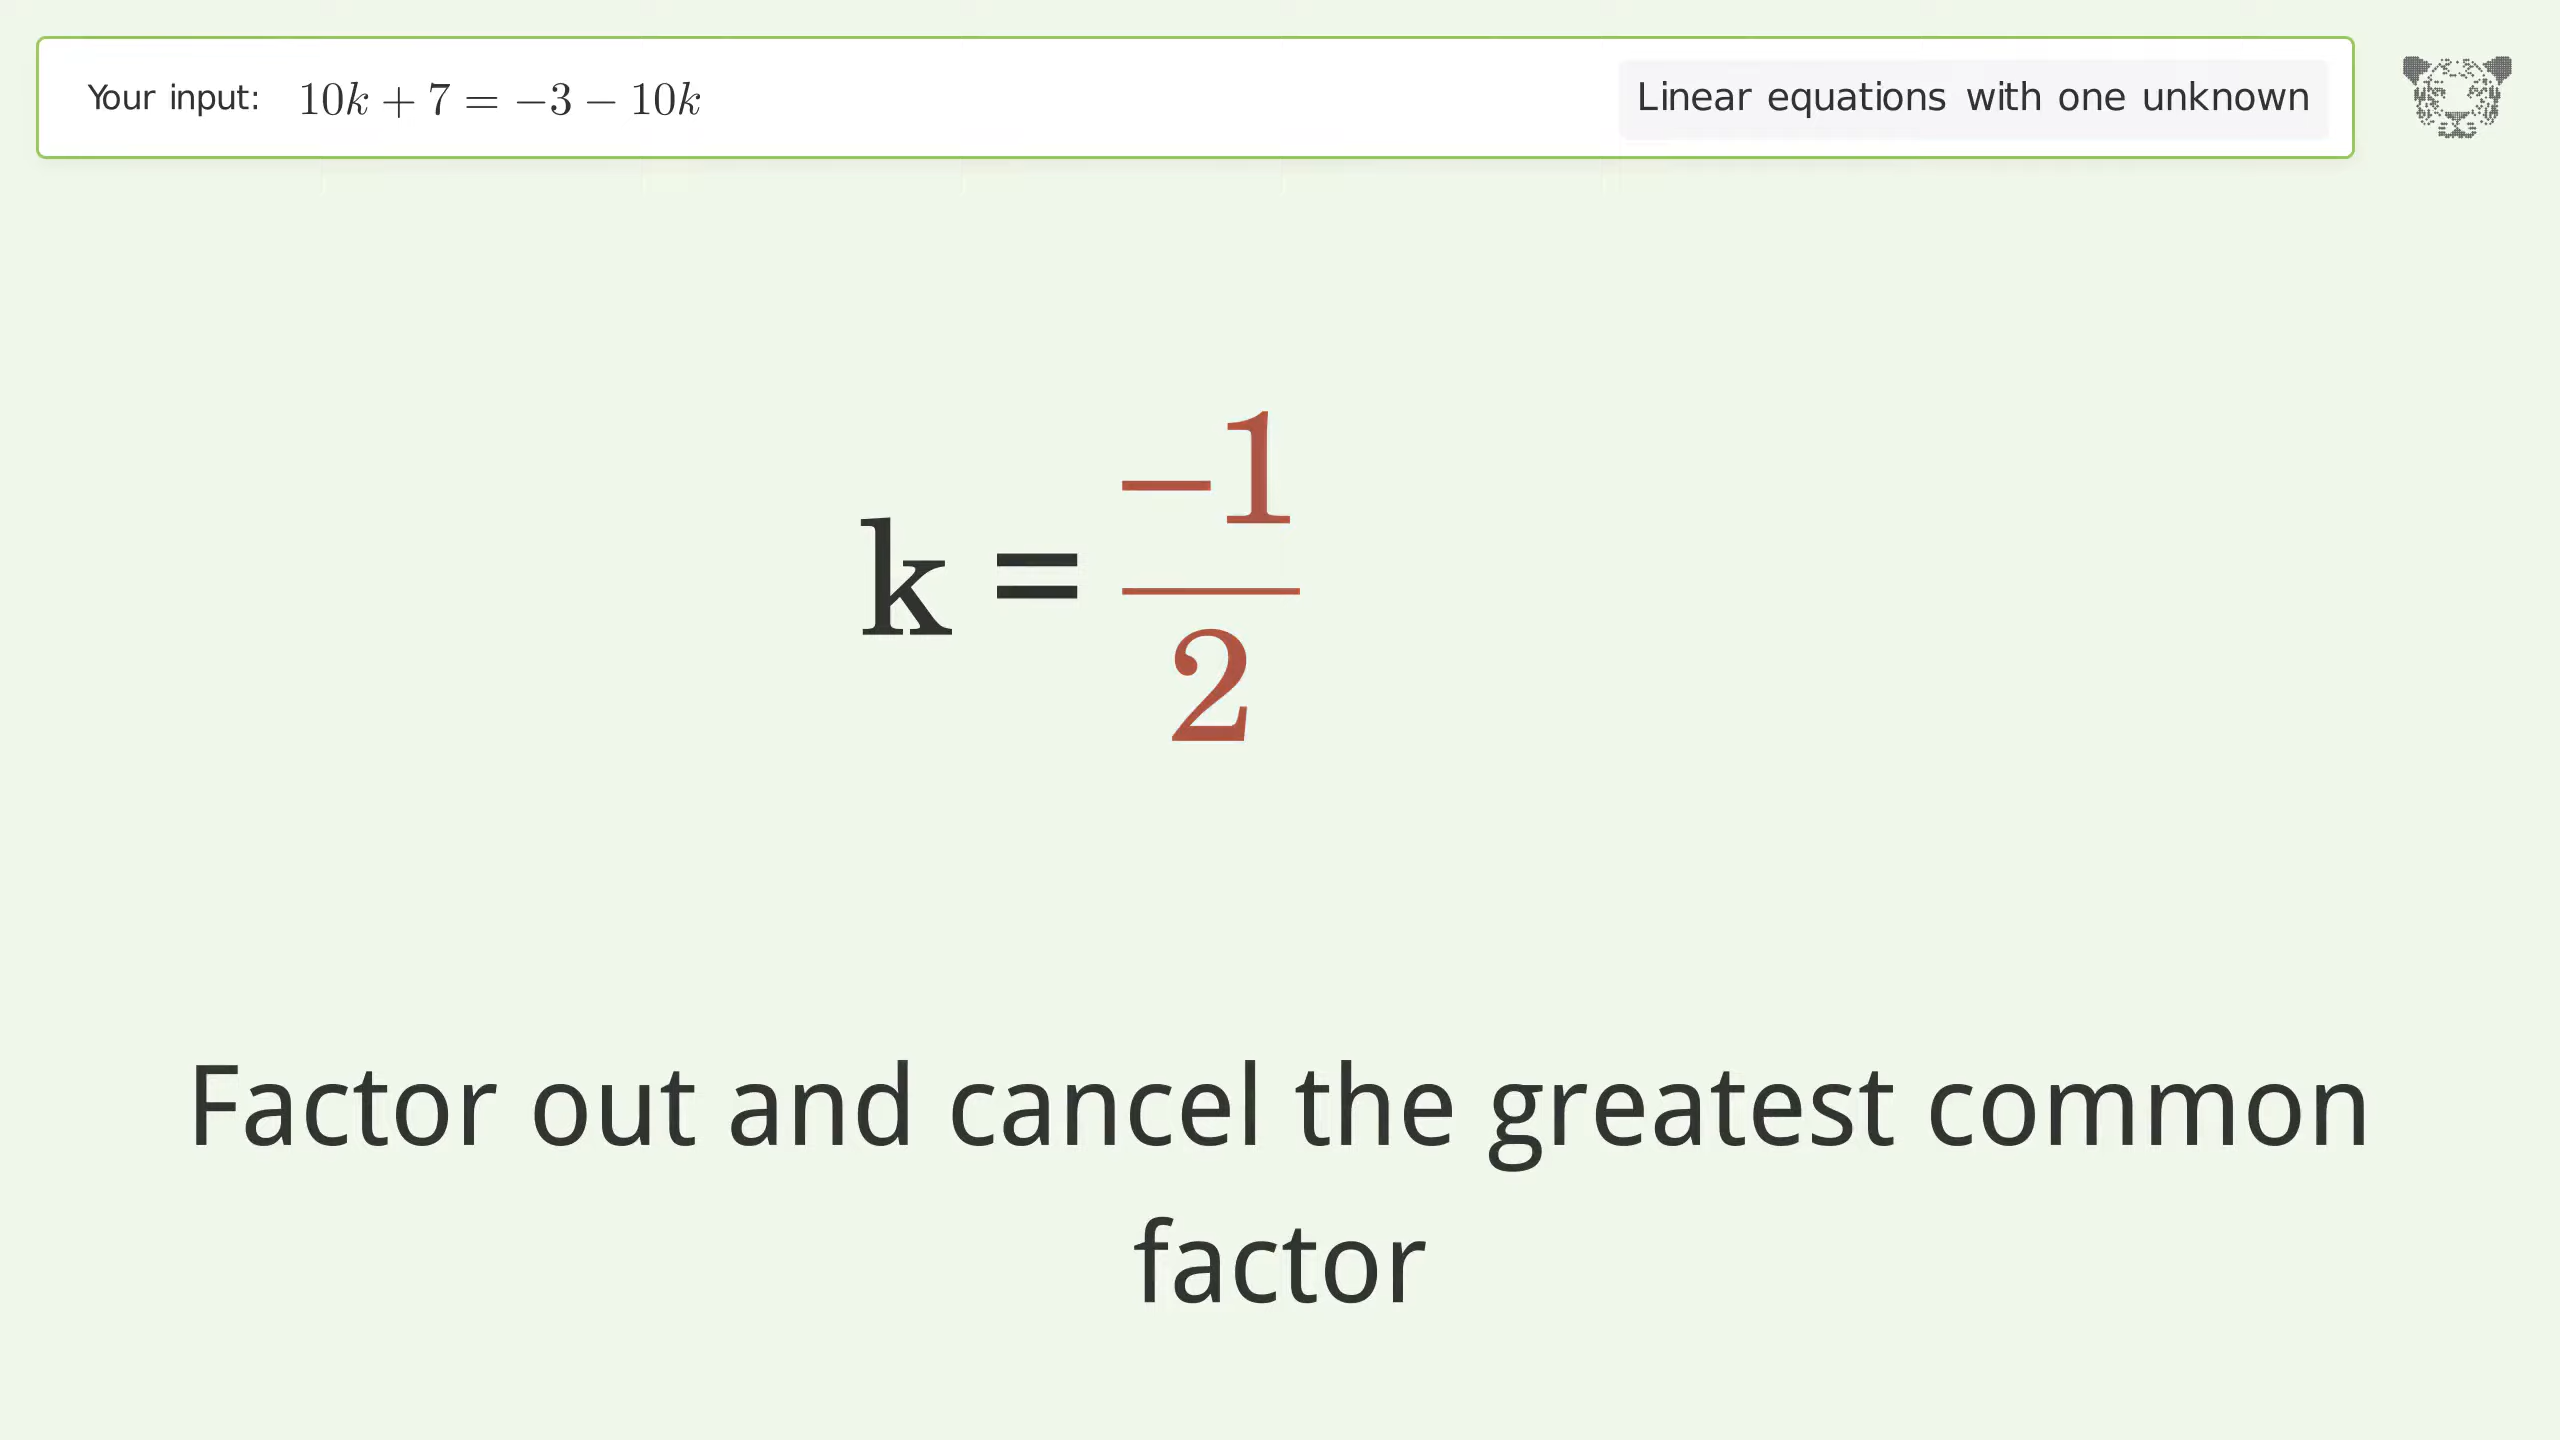 Your input: 10k + 7 = −3 − 10k
Linear equations with one unknown
k = −1/2
Factor out and cancel the greatest common
factor